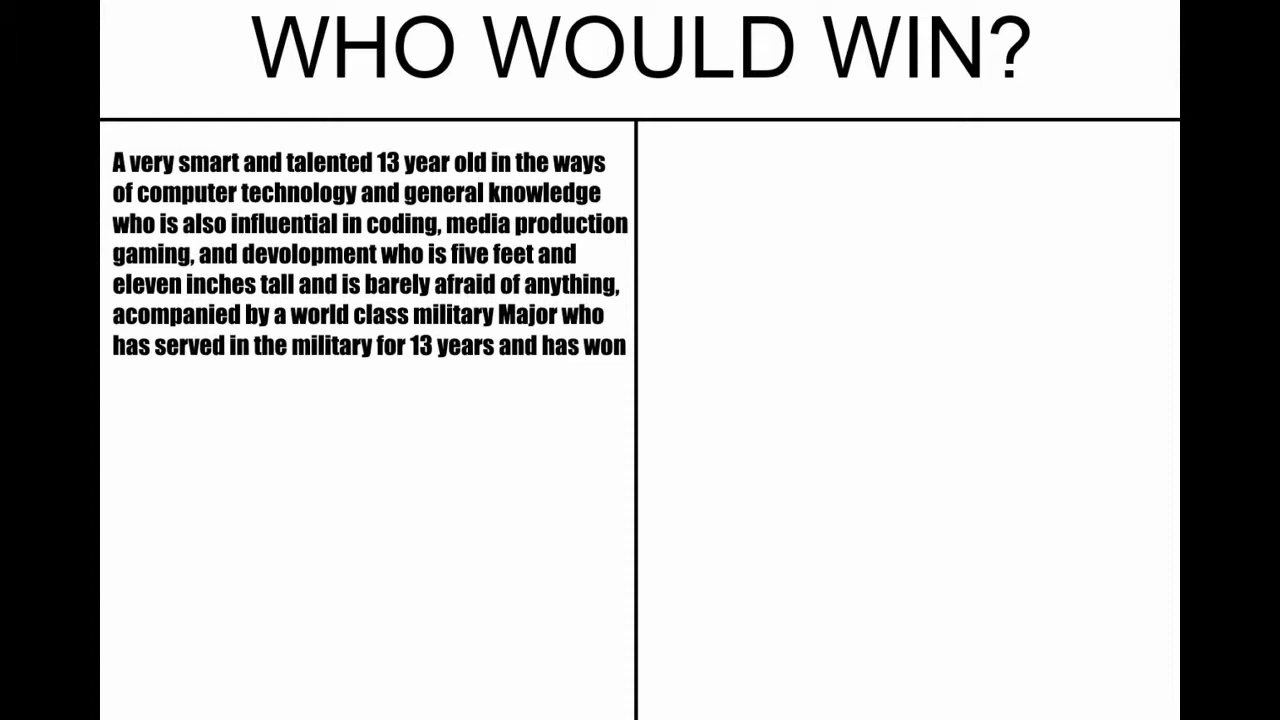 WHO WOULD WIN?
A very smart and talented 13 year old in the ways
of computer technology and general knowledge
who is also influential in coding, media production
gaming, and devolopment who is five feet and
eleven inches tall and is barely afraid of anything,
acompanied by a world class military Major who
has served in the military for 13 years and has won